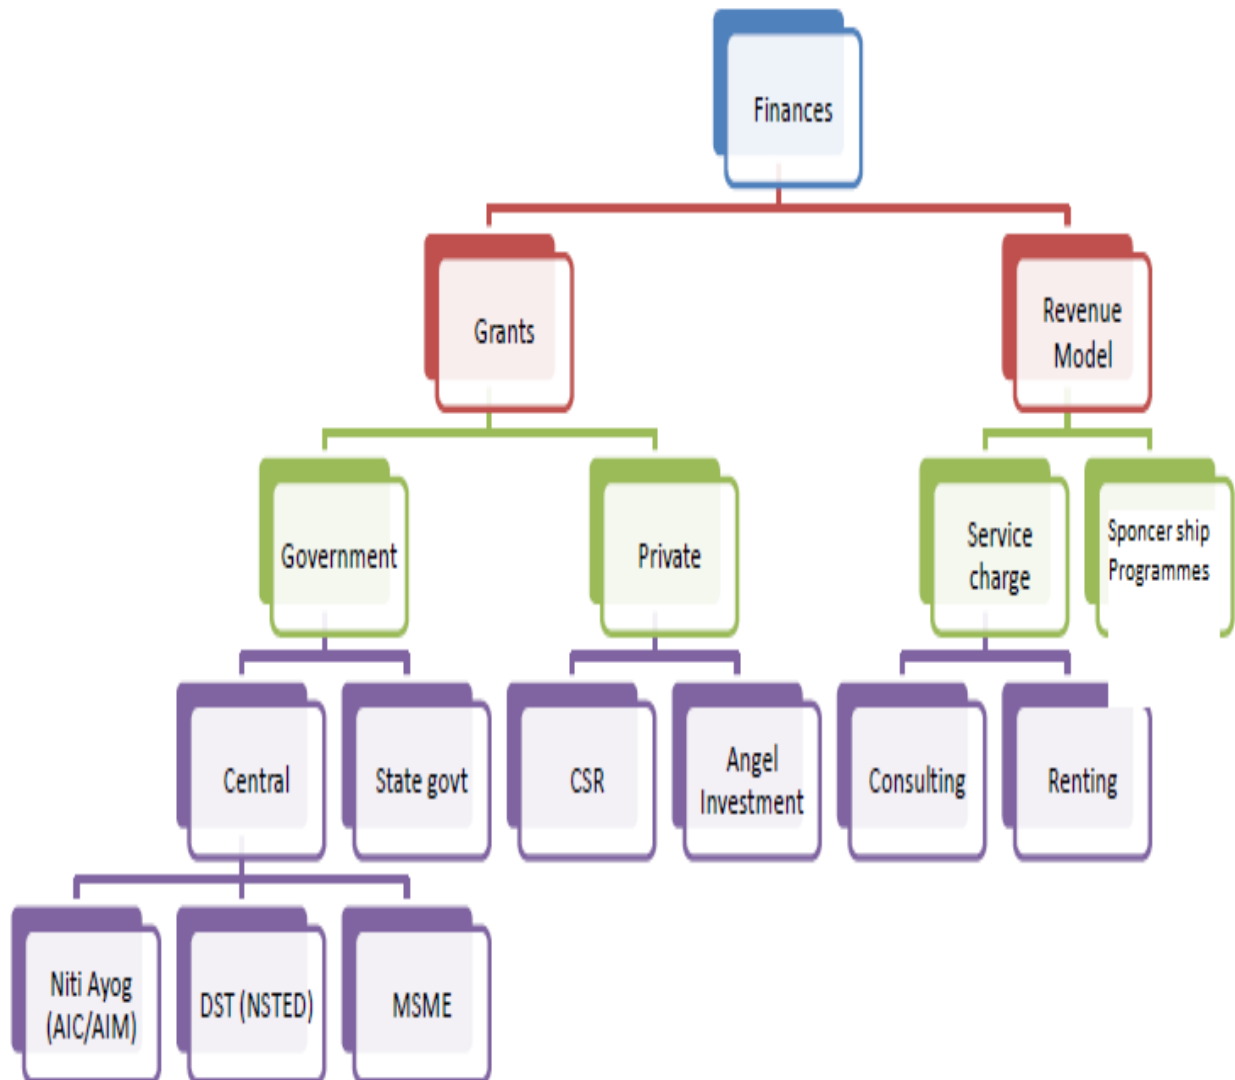 Finances
Grants
Revenue
Model
Government
Private
Service
charge
Sponcer ship
Programmes
Central
State govt
CSR
Angel
Investment
Consulting
Renting
Niti Ayog
(AIC/AIM)
DST (NSTED)
MSME